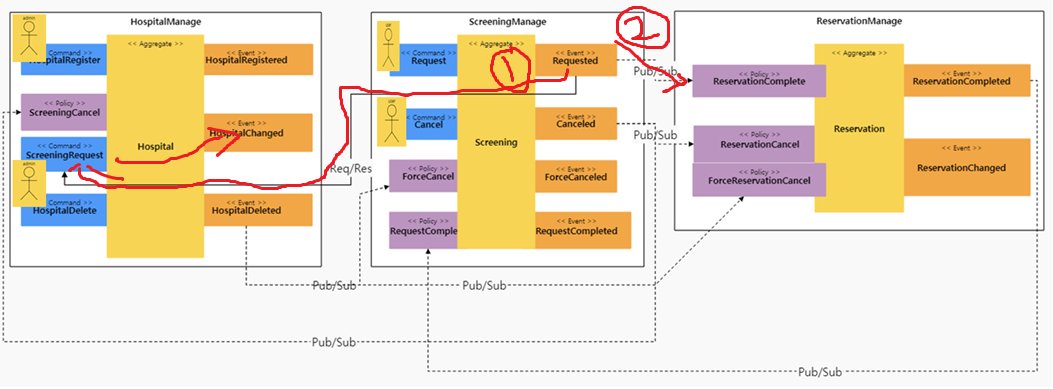 HospitalManage
admin
<< Command >>
HospitalRegister
<< Aggregate >>
Hospital
<< Event >>
HospitalRegistered
<< Policy >>
ScreeningCancel
<< Event >>
HospitalChanged
<< Command >>
ScreeningRequest
admin
<< Command >>
HospitalDelete
<< Event >>
HospitalDeleted
ScreeningManage
<< Command >>
Request
<< Aggregate >>
Screening
1
<< Event >>
Requested
<< Command >>
Cancel
<< Event >>
Canceled
<< Policy >>
ForceCancel
<< Event >>
ForceCanceled
<< Policy >>
RequestComple
<< Event >>
RequestCompleted
2
ReservationManage
<< Policy >>
ReservationComplete
<< Aggregate >>
Reservation
<< Event >>
ReservationCompleted
<< Policy >>
ReservationCancel
<< Event >>
ReservationChanged
<< Policy >>
ForceReservationCancel
Pub/Sub
Pub/Sub
Req/Res
Pub/Sub
Pub/Sub
Pub/Sub
Pub/Sub